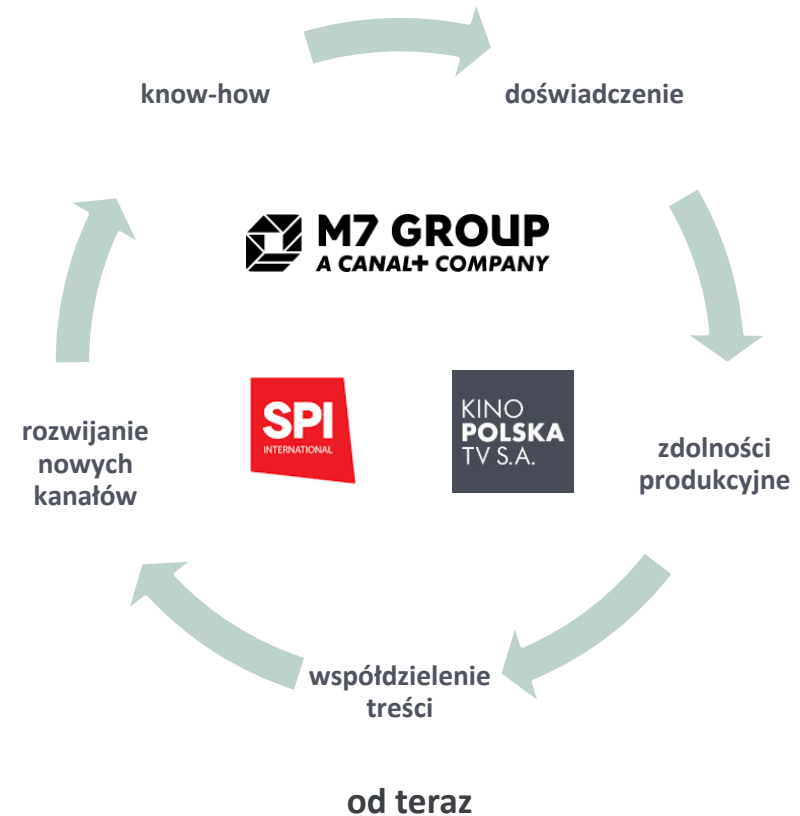 know-how
doświadczenie
M7 GROUP
A CANAL+ COMPANY
SPI
INTERNATIONAL
KINO
POLSKA
TV S.A.
rozwijanie
nowych
kanałów
zdolności
produkcyjne
współdzielenie
treści
od teraz